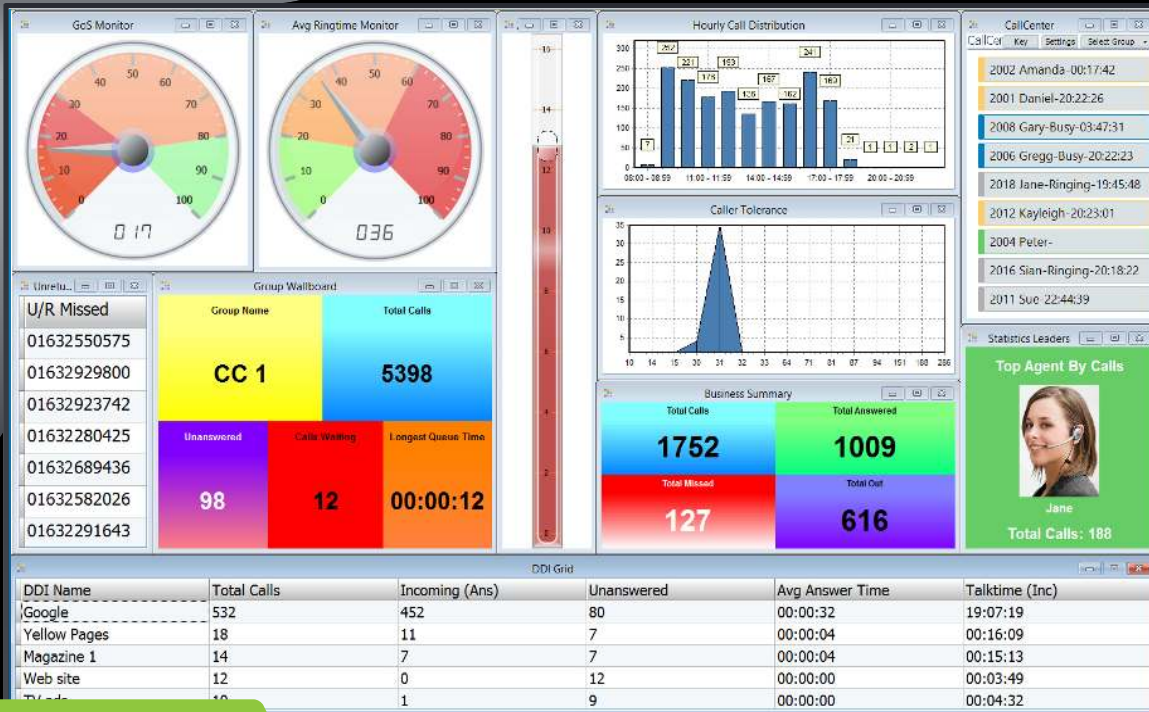 GoS Monitor
10 20 30 40 50 60 70 80 90 100
0
017
Avg Ringtime Monitor
0 10 20 30 40 50 60 70 80 90 100
036
14
12
10
8
6
4
2
Hourly Call Distribution
300
250
200
150
100
50
0
7 252 221 178 193 136 167 162 241 169 21 1 1 2 1
08:00 - 08:59 11:00 - 11:59 14:00 - 14:59 17:00 - 17:59 20:00 - 20:59
CallCenter
Key Settings Select Group
2002 Amanda-00:17:42
2001 Daniel-20:22:26
2008 Gary-Busy-03:47:31
2006 Gregg-Busy-20:22:23
2018 Jane-Ringing-19:45:48
2012 Kayleigh-20:23:01
2004 Peter-
2016 Sian-Ringing-20:18:22
2011 Sue-22:44:39
Caller Tolerance
35
30
25
20
15
10
5
10 14 15 30 31 32 33 64 71 81 87 94 151 188 286
Unretu...
U/R Missed
01632550575
01632929800
01632923742
01632280425
01632689436
01632582026
01632291643
Group Wallboard
Group Name
CC 1
Total Calls
5398
Unanswered
98
Calls Waiting
12
Longest Queue Time
00:00:12
Business Summary
Total Calls
1752
Total Answered
1009
Total Missed
127
Total Out
616
Statistics Leaders
Top Agent By Calls
Jane
Total Calls: 188
DDI Grid
DDI Name Total Calls Incoming (Ans) Unanswered Avg Answer Time Talktime (Inc)
Google 532 452 80 00:00:32 19:07:19
Yellow Pages 18 11 7 00:00:04 00:16:09
Magazine 1 14 7 7 00:00:04 00:15:13
Web site 12 0 12 00:00:00 00:03:49
1 9 00:00:00 00:04:32